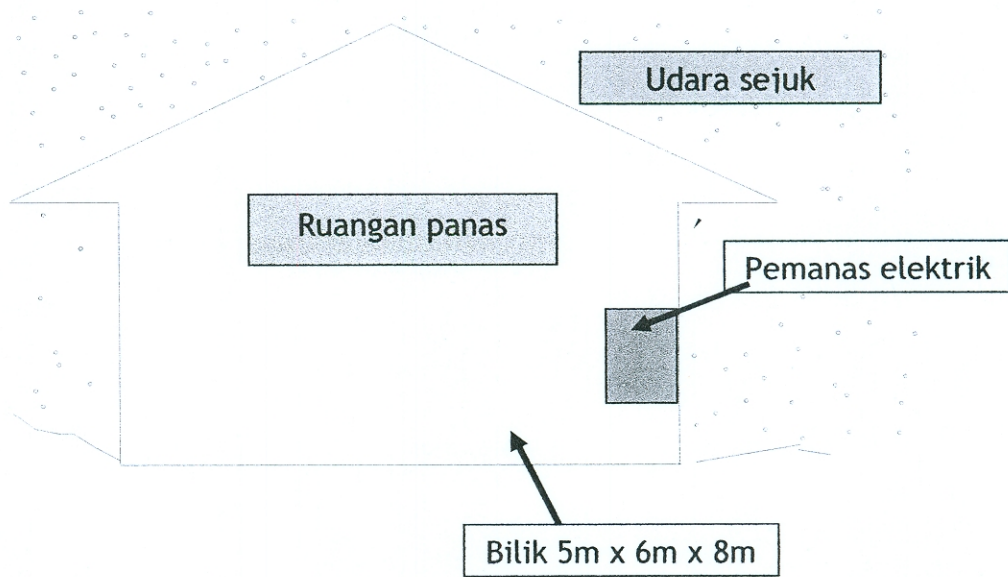 Udara sejuk
Ruangan panas
Pemanas elektrik
Bilik 5m x 6m x 8m